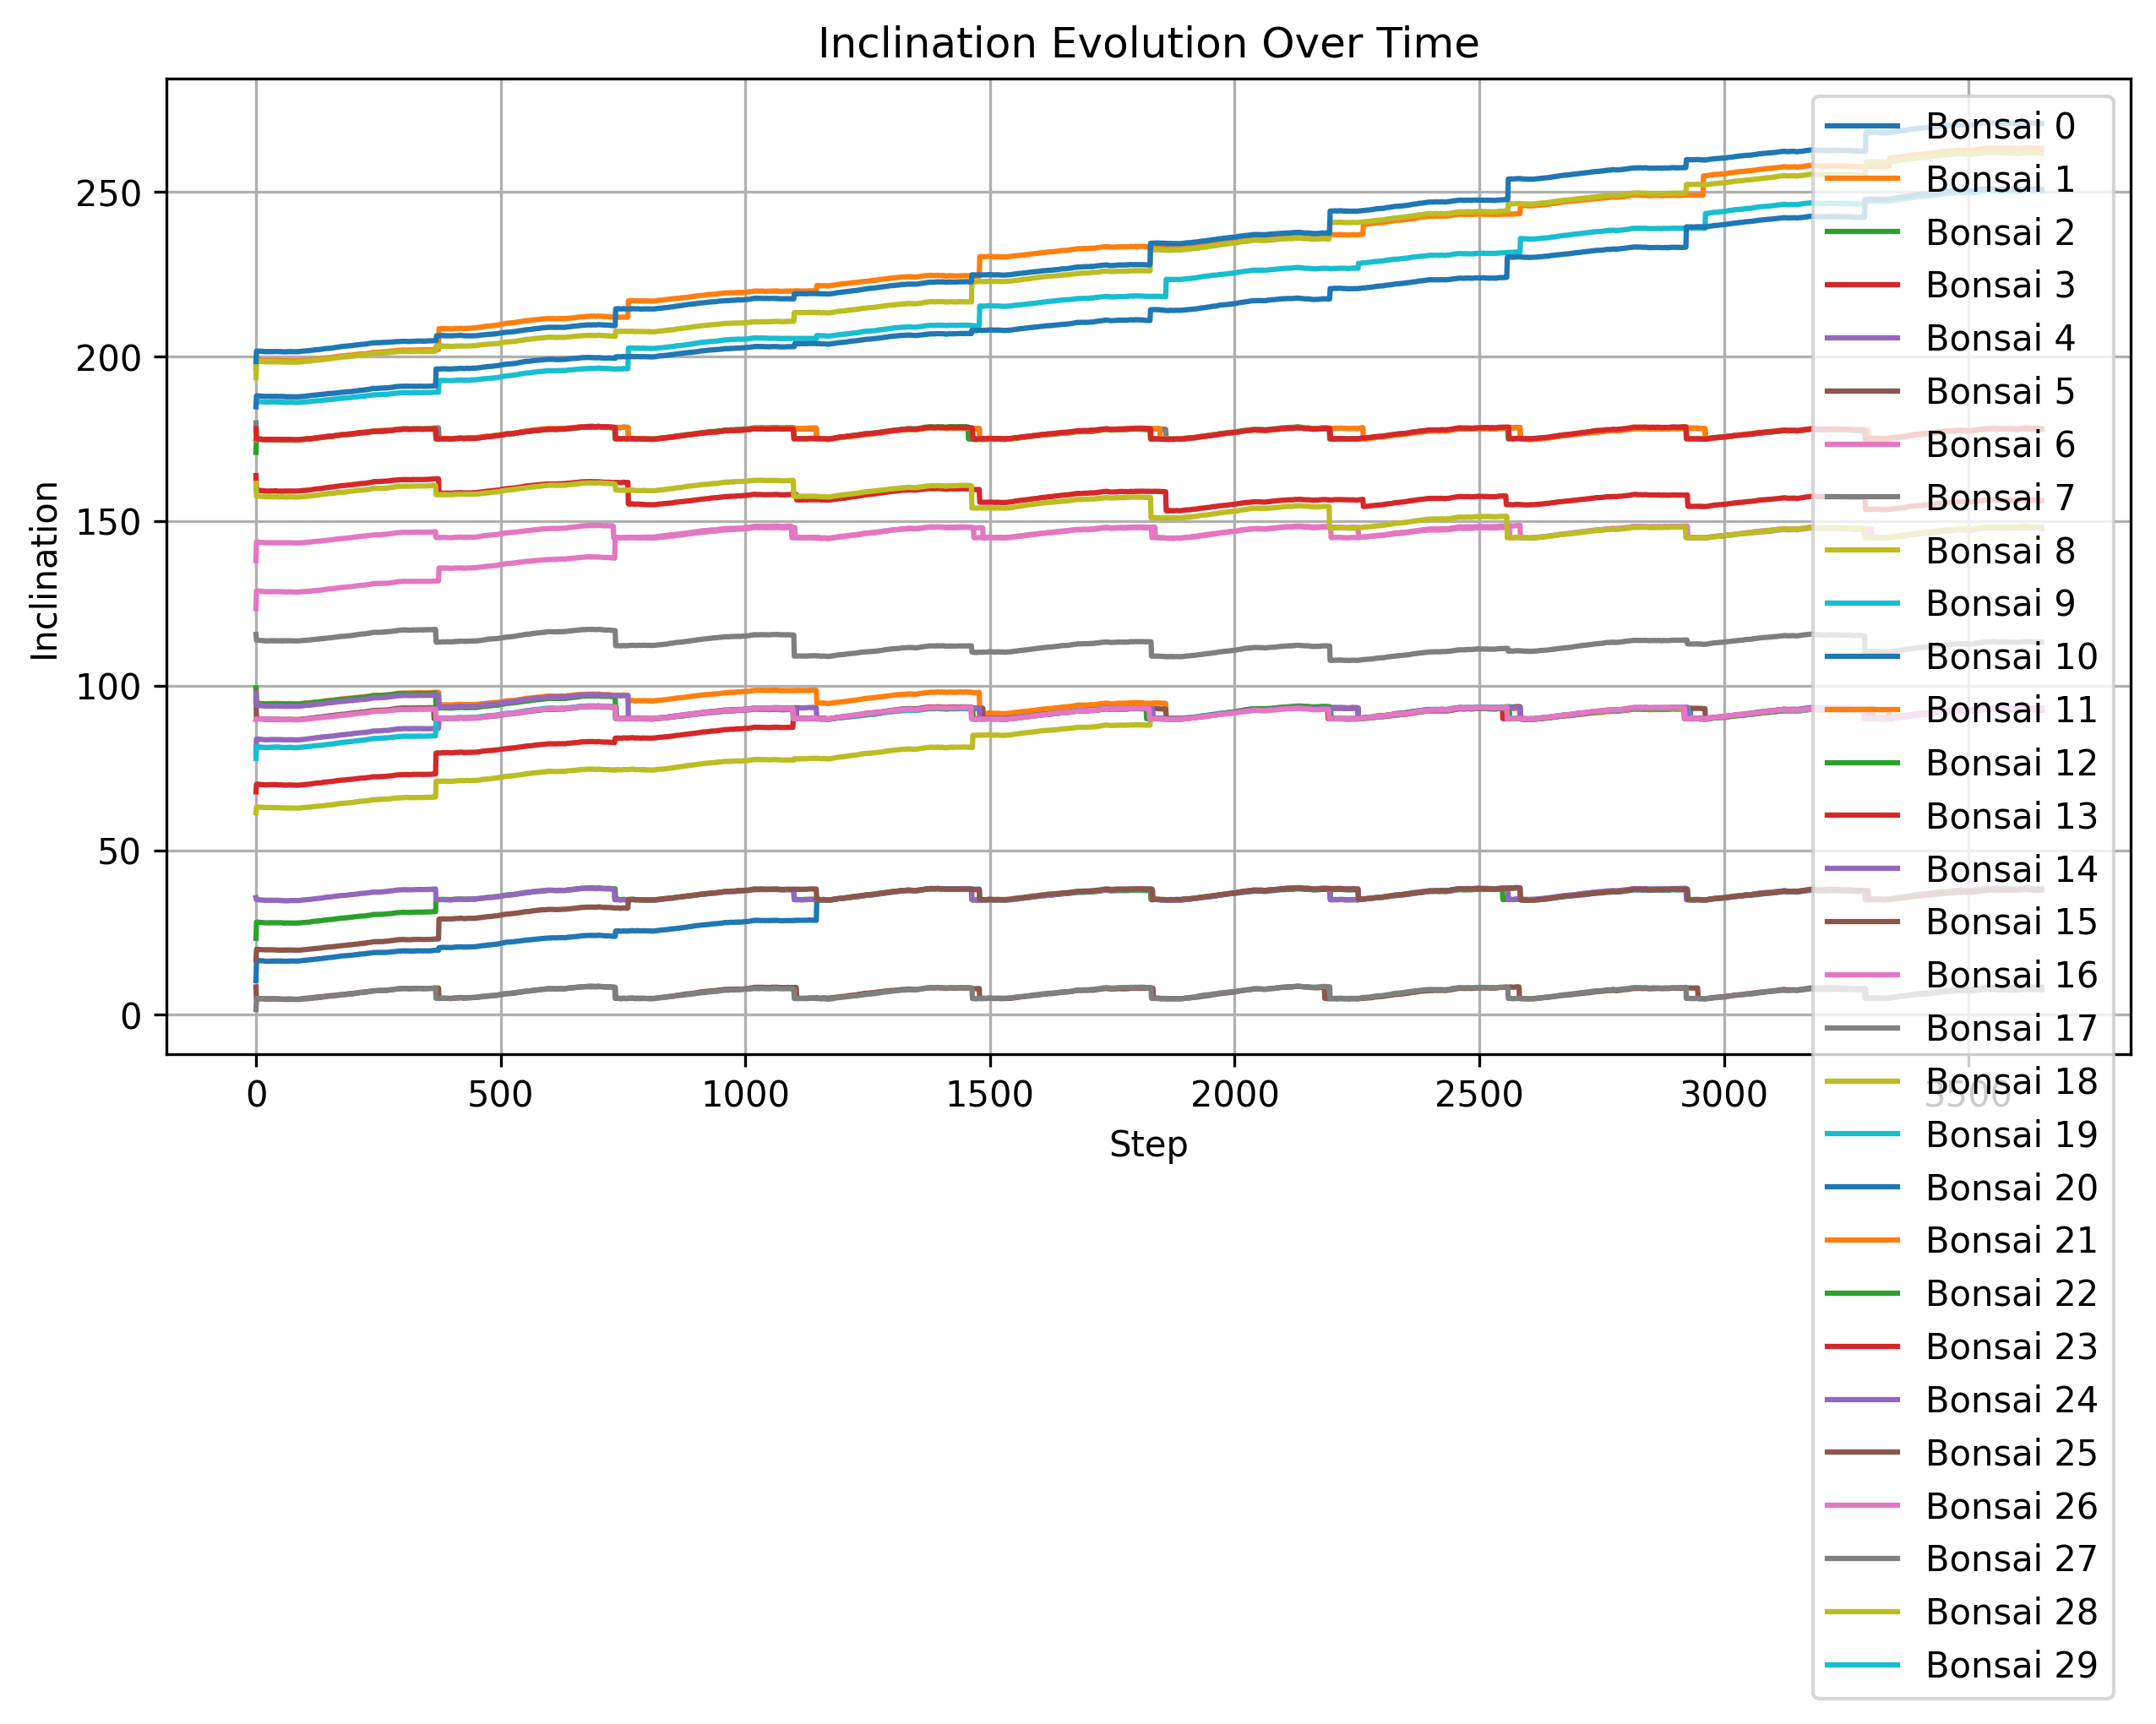 Inclination Evolution Over Time
Inclination
250
200
150
100
50
0
0
500
1000
1500
2000
2500
3000
3500
Step
Bonsai 0
Bonsai 1
Bonsai 2
Bonsai 3
Bonsai 4
Bonsai 5
Bonsai 6
Bonsai 7
Bonsai 8
Bonsai 9
Bonsai 10
Bonsai 11
Bonsai 12
Bonsai 13
Bonsai 14
Bonsai 15
Bonsai 16
Bonsai 17
Bonsai 18
Bonsai 19
Bonsai 20
Bonsai 21
Bonsai 22
Bonsai 23
Bonsai 24
Bonsai 25
Bonsai 26
Bonsai 27
Bonsai 28
Bonsai 29